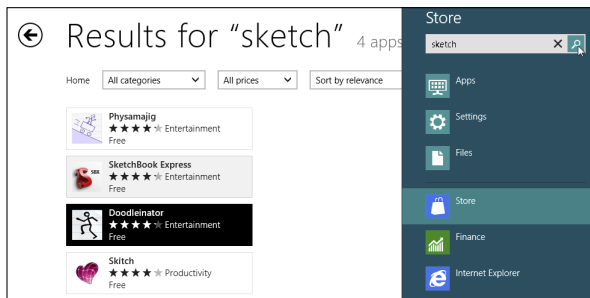 Results for “sketch” 4 apps
Home All categories All prices Sort by relevance
Physamajig
Entertainment
Free
SBX
SketchBook Express
Entertainment
Free
Doodleinator
Entertainment
Free
Skitch
Productivity
Free
Store
sketch
Apps
Settings
Files
Store
Finance
Internet Explorer